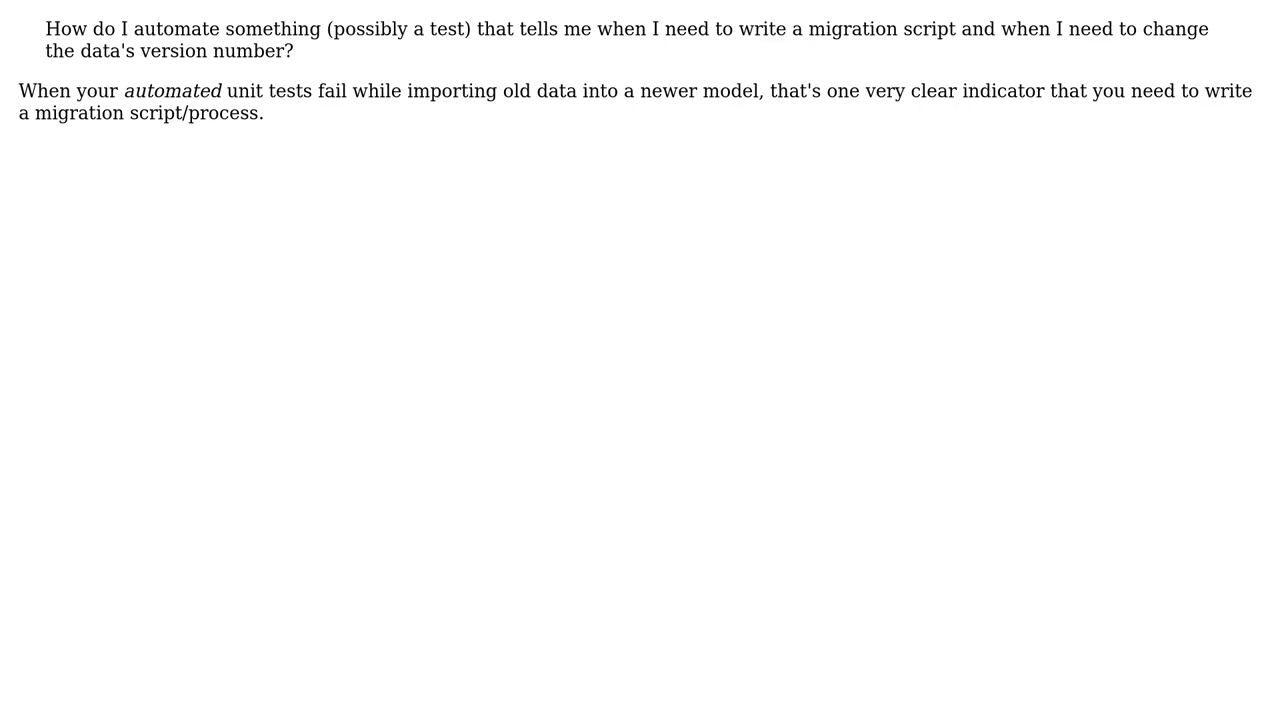 How do I automate something (possibly a test) that tells me when I need to write a migration script and when I need to change
the data's version number?
When your automated unit tests fail while importing old data into a newer model, that's one very clear indicator that you need to write
a migration script/process.